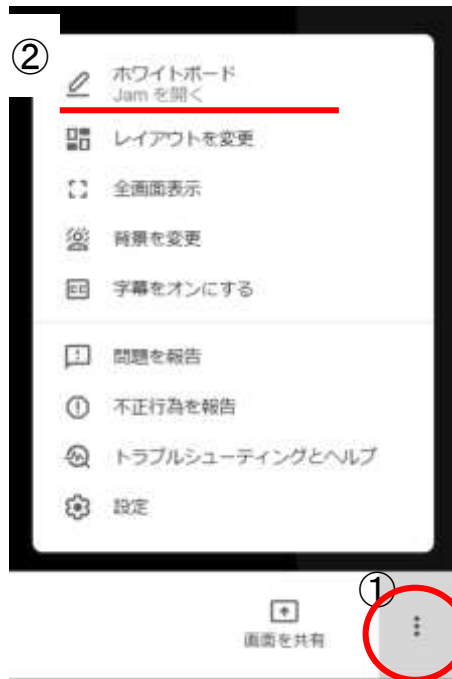 ②
ホワイトボード
Jam を開く
レイアウトを変更
全画面表示
背景を変更
字幕をオンにする
問題を報告
不正行為を報告
トラブルシューティングとヘルプ
設定
①
画面を共有